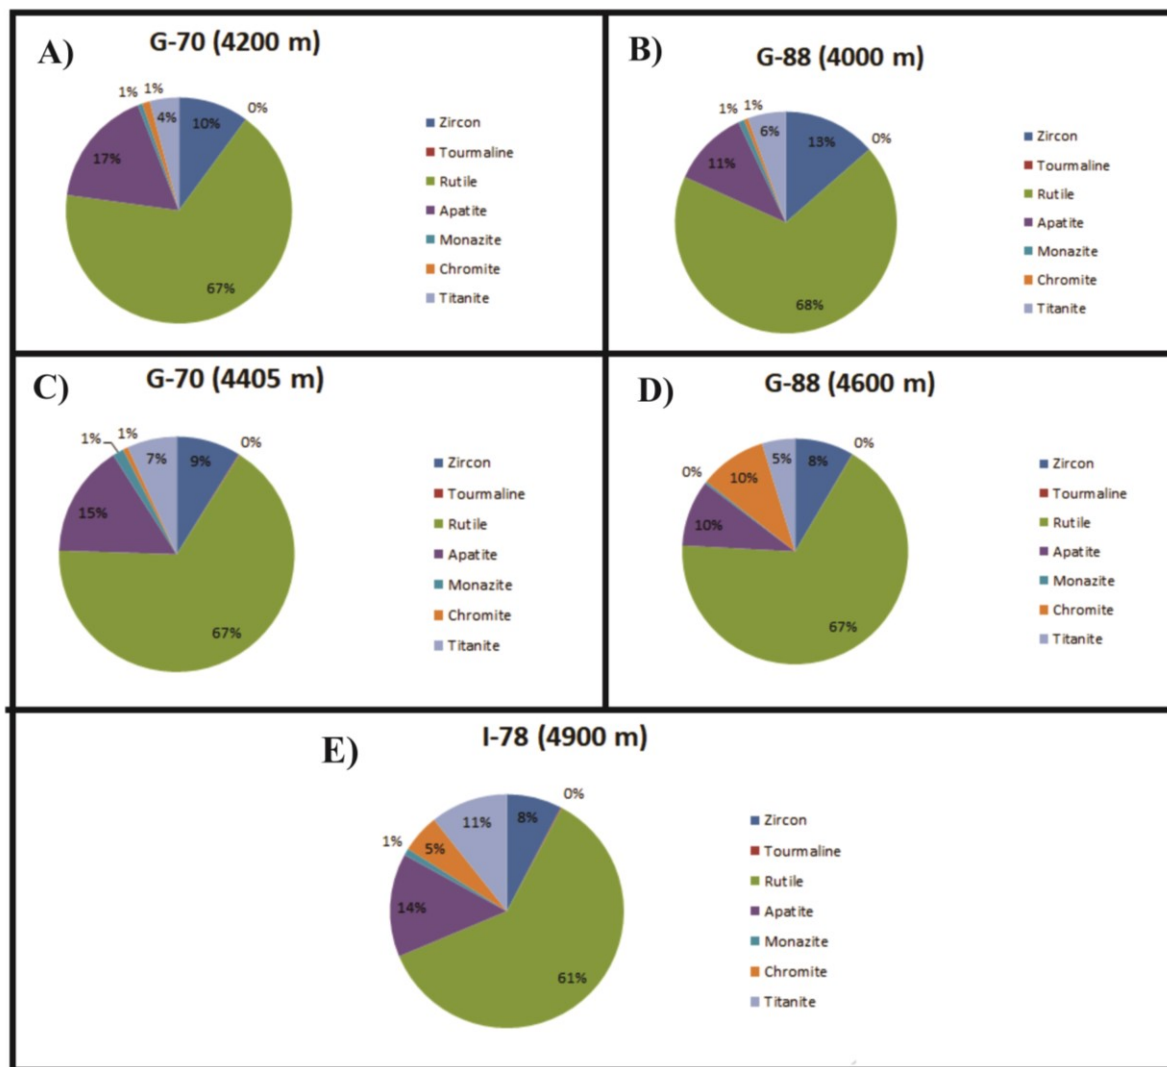 A)
G-70 (4200 m)
1%
1%
4%
10%
0%
17%
67%
Zircon
Tourmaline
Rutile
Apatite
Monazite
Chromite
Titanite
B)
G-88 (4000 m)
1%
1%
6%
13%
0%
11%
68%
Zircon
Tourmaline
Rutile
Apatite
Monazite
Chromite
Titanite
C)
G-70 (4405 m)
1%
1%
7%
9%
0%
15%
67%
Zircon
Tourmaline
Rutile
Apatite
Monazite
Chromite
Titanite
D)
G-88 (4600 m)
0%
10%
5%
8%
0%
10%
67%
Zircon
Tourmaline
Rutile
Apatite
Monazite
Chromite
Titanite
E)
I-78 (4900 m)
1%
5%
11%
8%
0%
14%
61%
Zircon
Tourmaline
Rutile
Apatite
Monazite
Chromite
Titanite